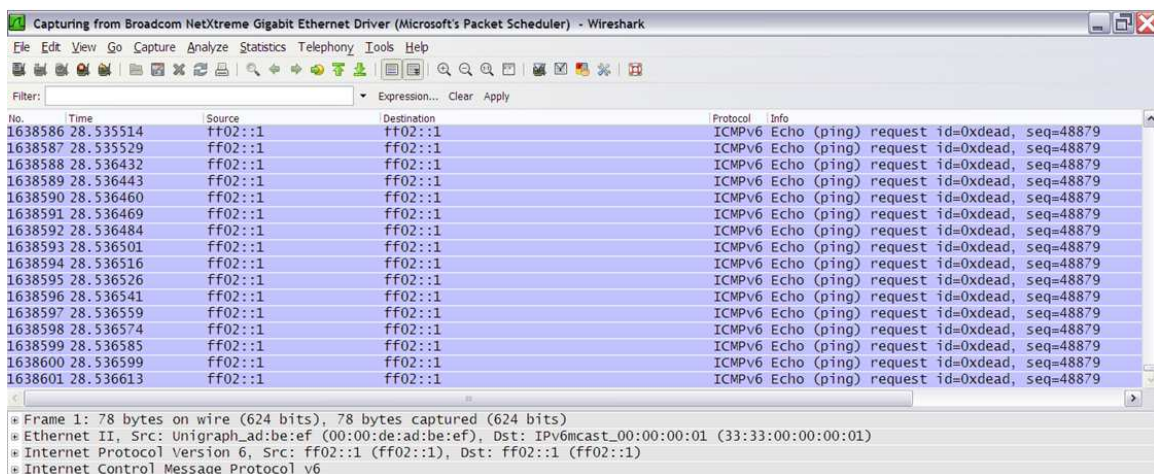 Capturing from Broadcom NetXtreme Gigabit Ethernet Driver (Microsoft's Packet Scheduler) - Wireshark
File Edit View Go Capture Analyze Statistics Telephony Tools Help
Filter: Expression... Clear Apply
No. Time Source Destination Protocol Info
1638586 28.535514 ff02::1 ff02::1 ICMPv6 Echo (ping) request id=0xdead, seq=48879
1638587 28.535529 ff02::1 ff02::1 ICMPv6 Echo (ping) request id=0xdead, seq=48879
1638588 28.536432 ff02::1 ff02::1 ICMPv6 Echo (ping) request id=0xdead, seq=48879
1638589 28.536443 ff02::1 ff02::1 ICMPv6 Echo (ping) request id=0xdead, seq=48879
1638590 28.536460 ff02::1 ff02::1 ICMPv6 Echo (ping) request id=0xdead, seq=48879
1638591 28.536469 ff02::1 ff02::1 ICMPv6 Echo (ping) request id=0xdead, seq=48879
1638592 28.536484 ff02::1 ff02::1 ICMPv6 Echo (ping) request id=0xdead, seq=48879
1638593 28.536501 ff02::1 ff02::1 ICMPv6 Echo (ping) request id=0xdead, seq=48879
1638594 28.536516 ff02::1 ff02::1 ICMPv6 Echo (ping) request id=0xdead, seq=48879
1638595 28.536526 ff02::1 ff02::1 ICMPv6 Echo (ping) request id=0xdead, seq=48879
1638596 28.536541 ff02::1 ff02::1 ICMPv6 Echo (ping) request id=0xdead, seq=48879
1638597 28.536559 ff02::1 ff02::1 ICMPv6 Echo (ping) request id=0xdead, seq=48879
1638598 28.536574 ff02::1 ff02::1 ICMPv6 Echo (ping) request id=0xdead, seq=48879
1638599 28.536585 ff02::1 ff02::1 ICMPv6 Echo (ping) request id=0xdead, seq=48879
1638600 28.536599 ff02::1 ff02::1 ICMPv6 Echo (ping) request id=0xdead, seq=48879
1638601 28.536613 ff02::1 ff02::1 ICMPv6 Echo (ping) request id=0xdead, seq=48879
Frame 1: 78 bytes on wire (624 bits), 78 bytes captured (624 bits)
Ethernet II, Src: Unigraph_ad:be:ef (00:00:de:ad:be:ef), Dst: IPv6mcast_00:00:00:01 (33:33:00:00:00:01)
Internet Protocol Version 6, Src: ff02::1 (ff02::1), Dst: ff02::1 (ff02::1)
Internet Control Message Protocol v6